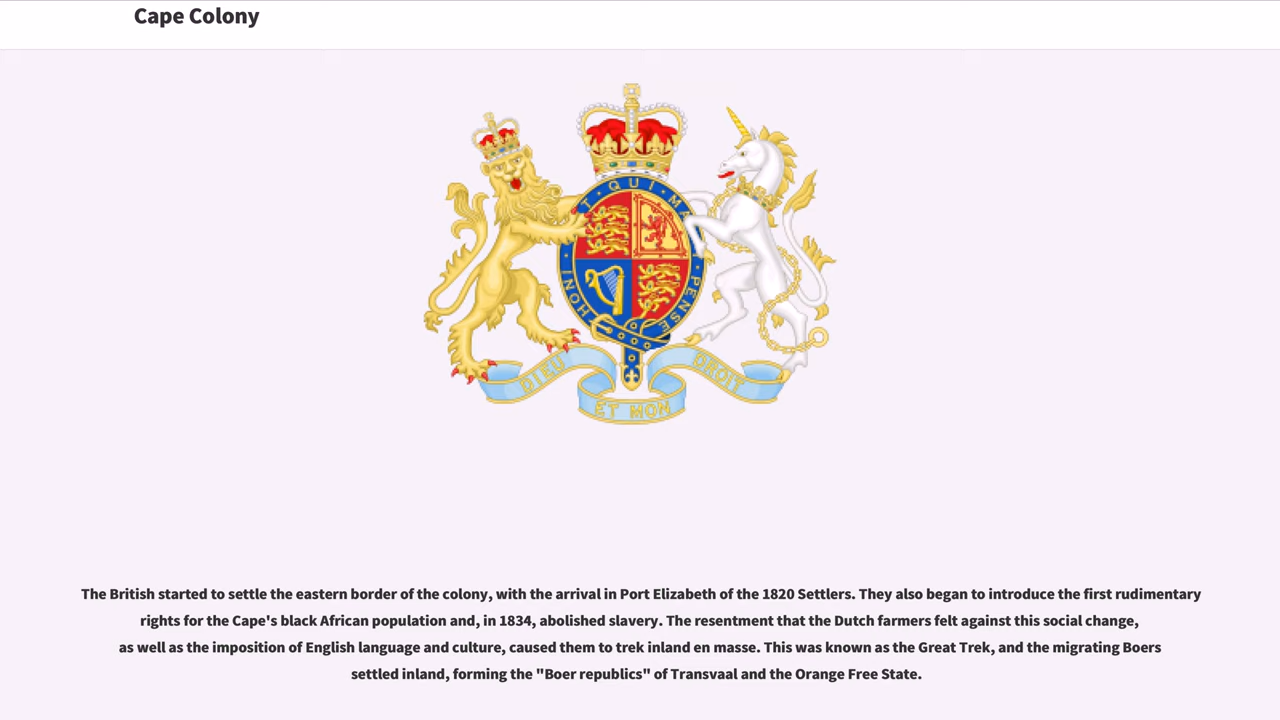 Cape Colony
T · QUI · MA
HONI
PENSE
DIEU
DROIT
ET MON
The British started to settle the eastern border of the colony, with the arrival in Port Elizabeth of the 1820 Settlers. They also began to introduce the first rudimentary
rights for the Cape's black African population and, in 1834, abolished slavery. The resentment that the Dutch farmers felt against this social change,
as well as the imposition of English language and culture, caused them to trek inland en masse. This was known as the Great Trek, and the migrating Boers
settled inland, forming the "Boer republics" of Transvaal and the Orange Free State.